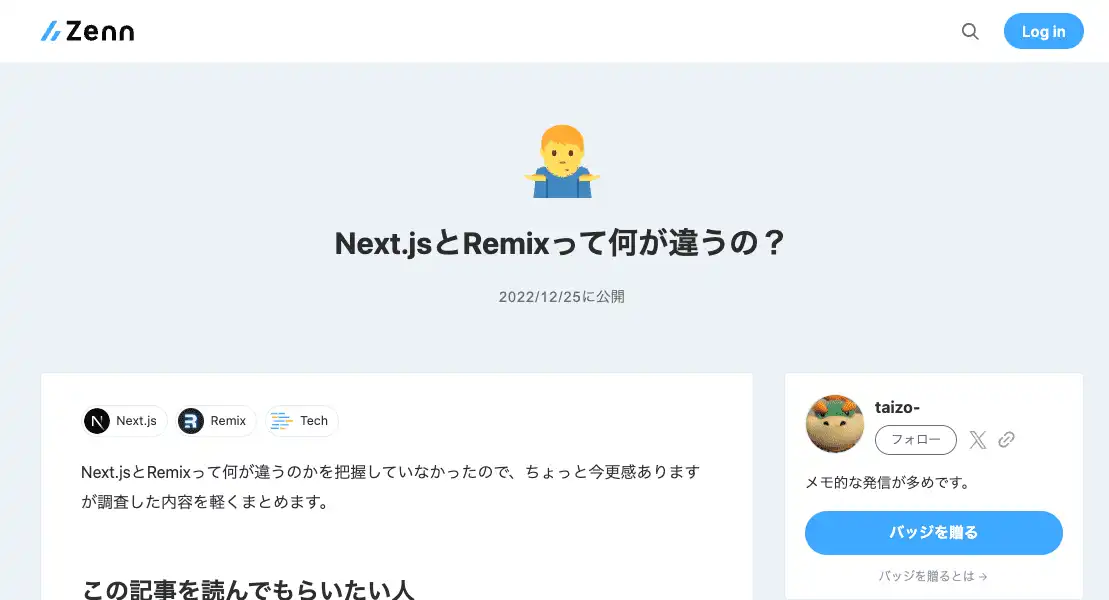 Zenn
Log in
Next.jsとRemixって何が違うの？
2022/12/25に公開
Next.js
Remix
Tech
Next.jsとRemixって何が違うのかを把握していなかったので、ちょっと今更感あります
が調査した内容を軽くまとめます。
この記事を読んでもらいたい人
taizo-
フォロー
メモ的な発信が多めです。
バッジを贈る
バッジを贈るとは→